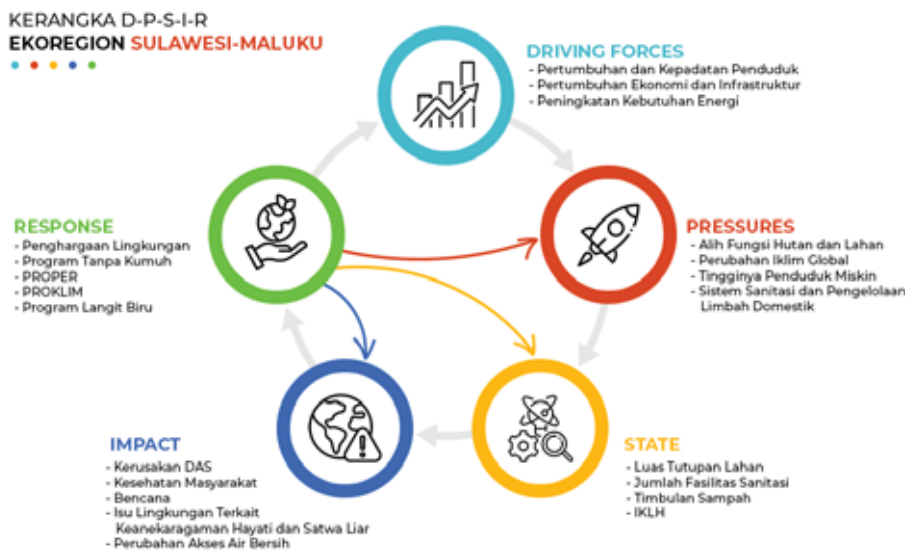 KERANGKA D-P-S-I-R
EKOREGION SULAWESI-MALUKU
DRIVING FORCES
- Pertumbuhan dan Kepadatan Penduduk
- Pertumbuhan Ekonomi dan Infrastruktur
- Peningkatan Kebutuhan Energi
RESPONSE
- Penghargaan Lingkungan
- Program Tanpa Kumuh
- PROPER
- PROKLIM
- Program Langit Biru
PRESSURES
- Alih Fungsi Hutan dan Lahan
- Perubahan Iklim Global
- Tingginya Penduduk Miskin
- Sistem Sanitasi dan Pengelolaan
Limbah Domestik
IMPACT
- Kerusakan DAS
- Kesehatan Masyarakat
- Bencana
- Isu Lingkungan Terkait
Keanekaragaman Hayati dan Satwa Liar
- Perubahan Akses Air Bersih
STATE
- Luas Tutupan Lahan
- Jumlah Fasilitas Sanitasi
- Timbulan Sampah
- IKLH